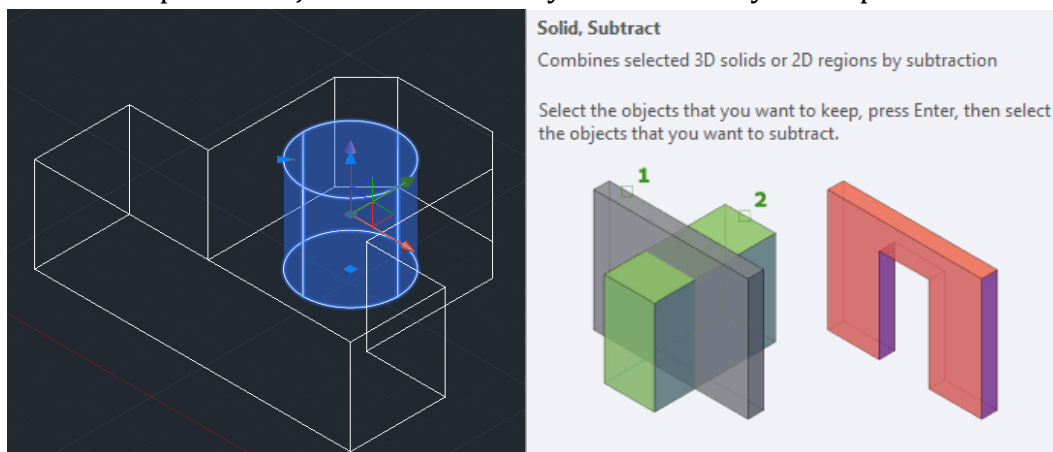 Solid, Subtract
Combines selected 3D solids or 2D regions by subtraction
Select the objects that you want to keep, press Enter, then select
the objects that you want to subtract.
1
2